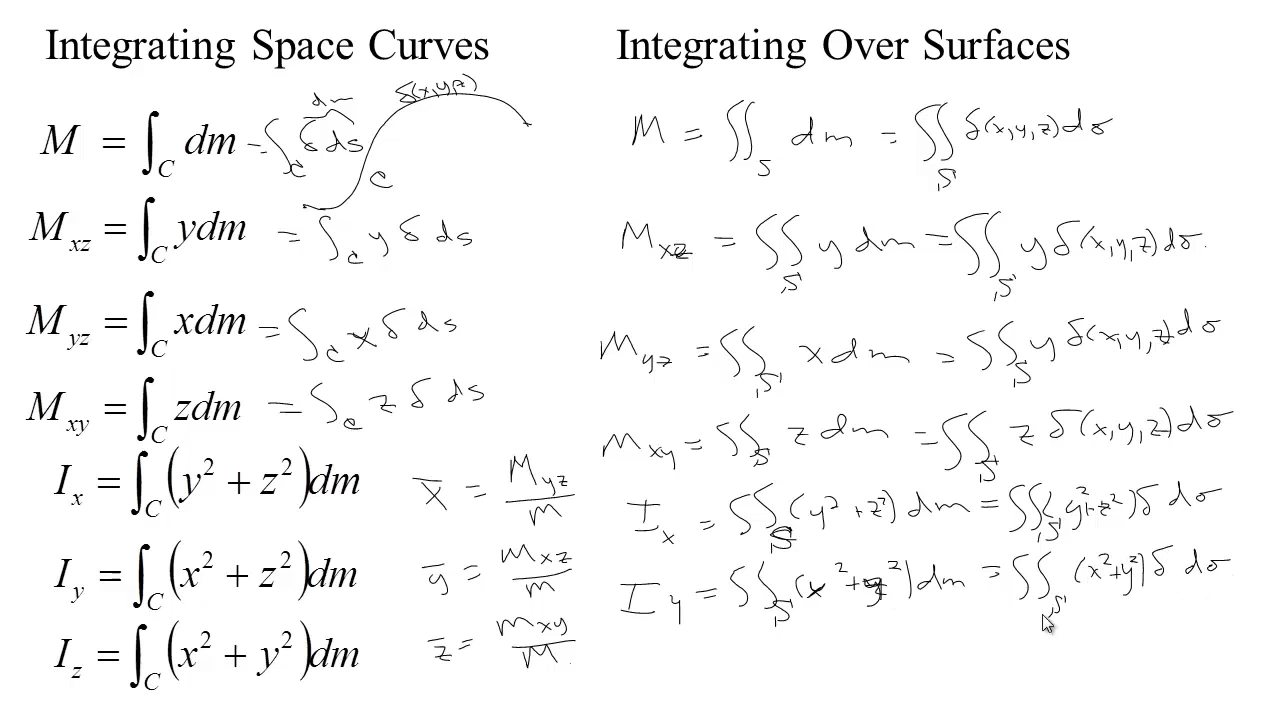 Integrating Space Curves
M = ∫_C dm = ∫_C δ ds
dm
δ(x,y,z)
C
M_xz = ∫_C ydm = ∫_C y δ ds
M_yz = ∫_C xdm = ∫_C x δ ds
M_xy = ∫_C zdm = ∫_C z δ ds
I_x = ∫_C (y² + z²)dm
I_y = ∫_C (x² + z²)dm
I_z = ∫_C (x² + y²)dm
x̄ = M_yz/m
ȳ = M_xz/m
z̄ = M_xy/M
Integrating Over Surfaces
M = ∬_S dm = ∬_S δ(x,y,z)dσ
M_xz = ∬_S y dm = ∬_S y δ(x,y,z)dσ.
M_yz = ∬_S x dm = ∬_S y δ(x,y,z)dσ
M_xy = ∬_S z dm = ∬_S z δ(x,y,z)dσ
I_x = ∬_S (y² + z²) dm = ∬_S (y²+z²)δ dσ
I_y = ∬_S (x² + z²) dm = ∬_S (x²+y²)δ dσ